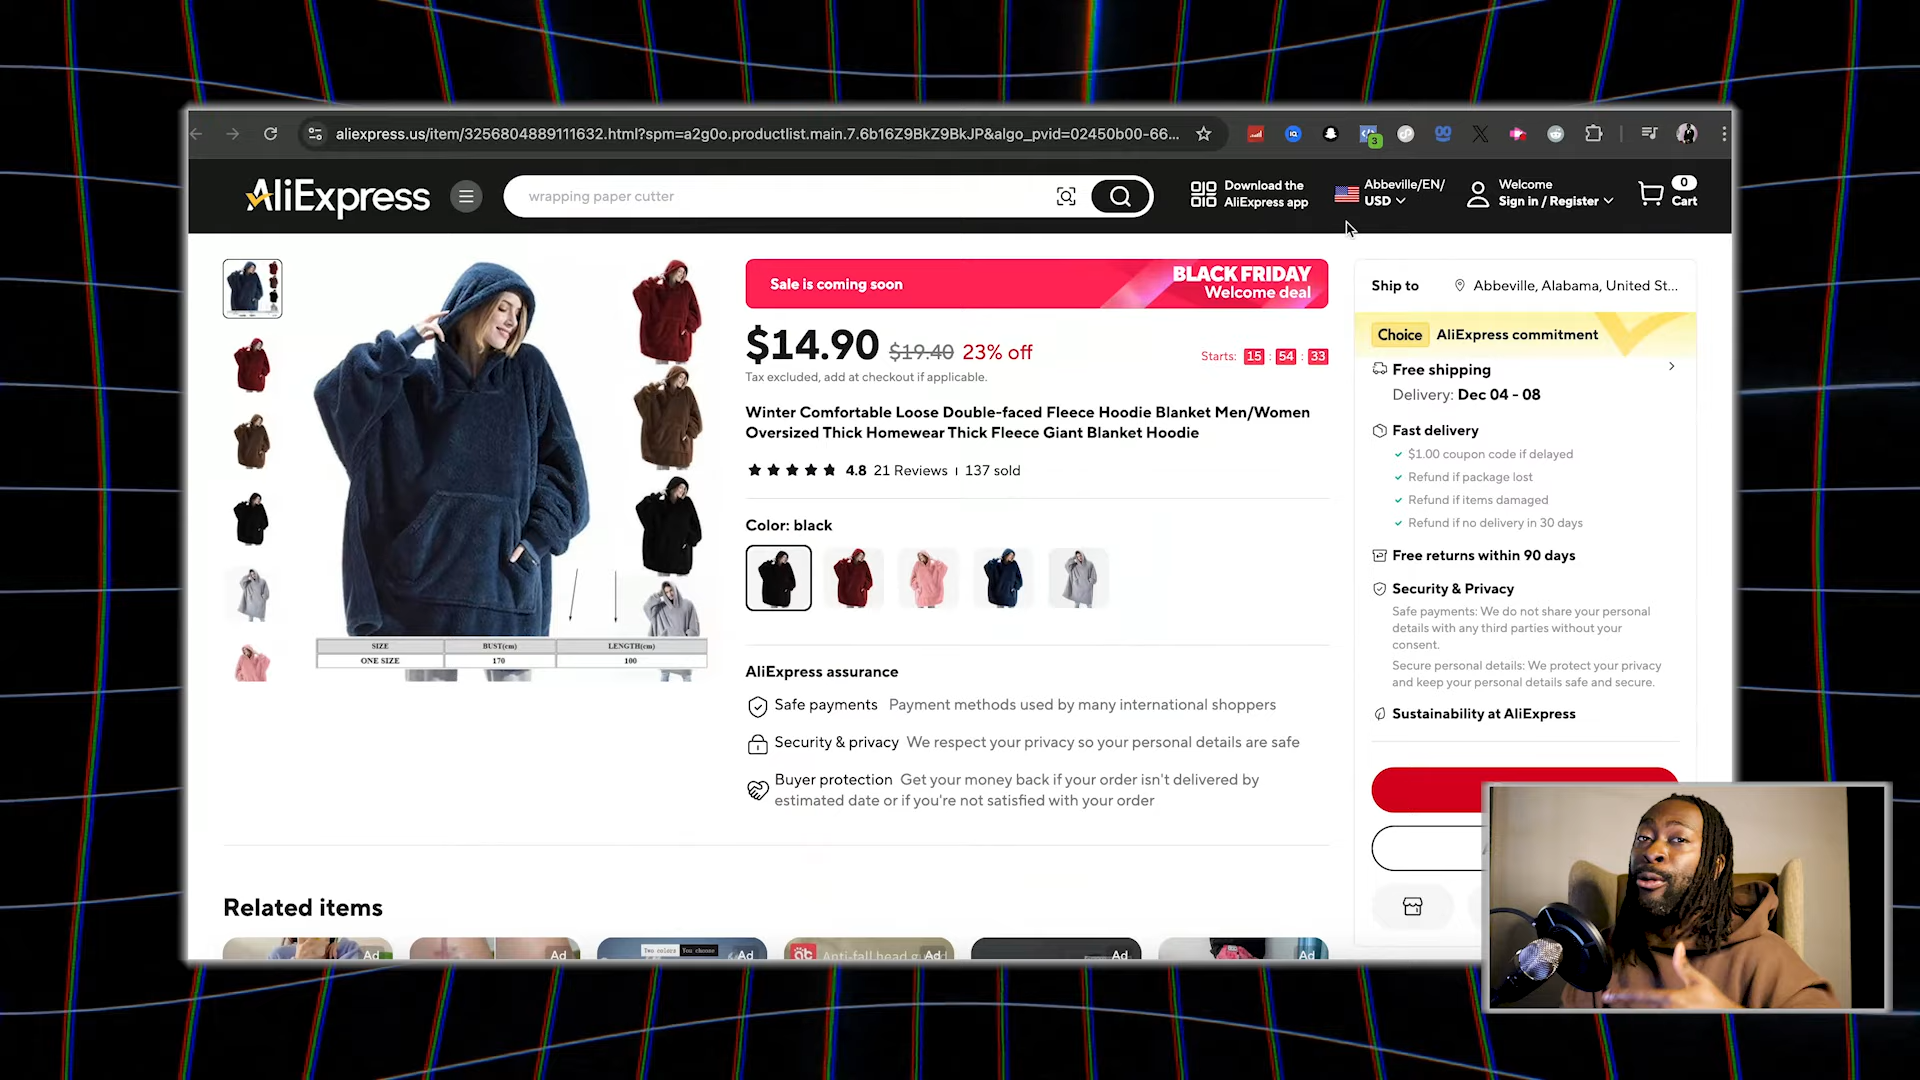 aliexpress.us/item/3256804889111632.html?spm=a2g0o.productlist.main.7.6b16Z9BkZ9BkJP&algo_pvid=02450b00-66...
3
AliExpress
wrapping paper cutter
Download the
AliExpress app
Abbeville/EN/
USD
Welcome
Sign in / Register
0
Cart
Sale is coming soon
BLACK FRIDAY
Welcome deal
$14.90 $19.40 23% off
Starts: 15 : 54 : 33
Tax excluded, add at checkout if applicable.
Winter Comfortable Loose Double-faced Fleece Hoodie Blanket Men/Women
Oversized Thick Homewear Thick Fleece Giant Blanket Hoodie
4.8 21 Reviews 137 sold
Color: black
SIZE BUST(cm) LENGTH(cm)
ONE SIZE 170 100
AliExpress assurance
Safe payments Payment methods used by many international shoppers
Security & privacy We respect your privacy so your personal details are safe
Buyer protection Get your money back if your order isn't delivered by
estimated date or if you're not satisfied with your order
Ship to Abbeville, Alabama, United St...
Choice AliExpress commitment
Free shipping
Delivery: Dec 04 - 08
Fast delivery
$1.00 coupon code if delayed
Refund if package lost
Refund if items damaged
Refund if no delivery in 30 days
Free returns within 90 days
Security & Privacy
Safe payments: We do not share your personal
details with any third parties without your
consent.
Secure personal details: We protect your privacy
and keep your personal details safe and secure.
Sustainability at AliExpress
Related items
Ad
Ad
Two colors You choose
Ad
Anti-fall head
Ad
Ad
Ad